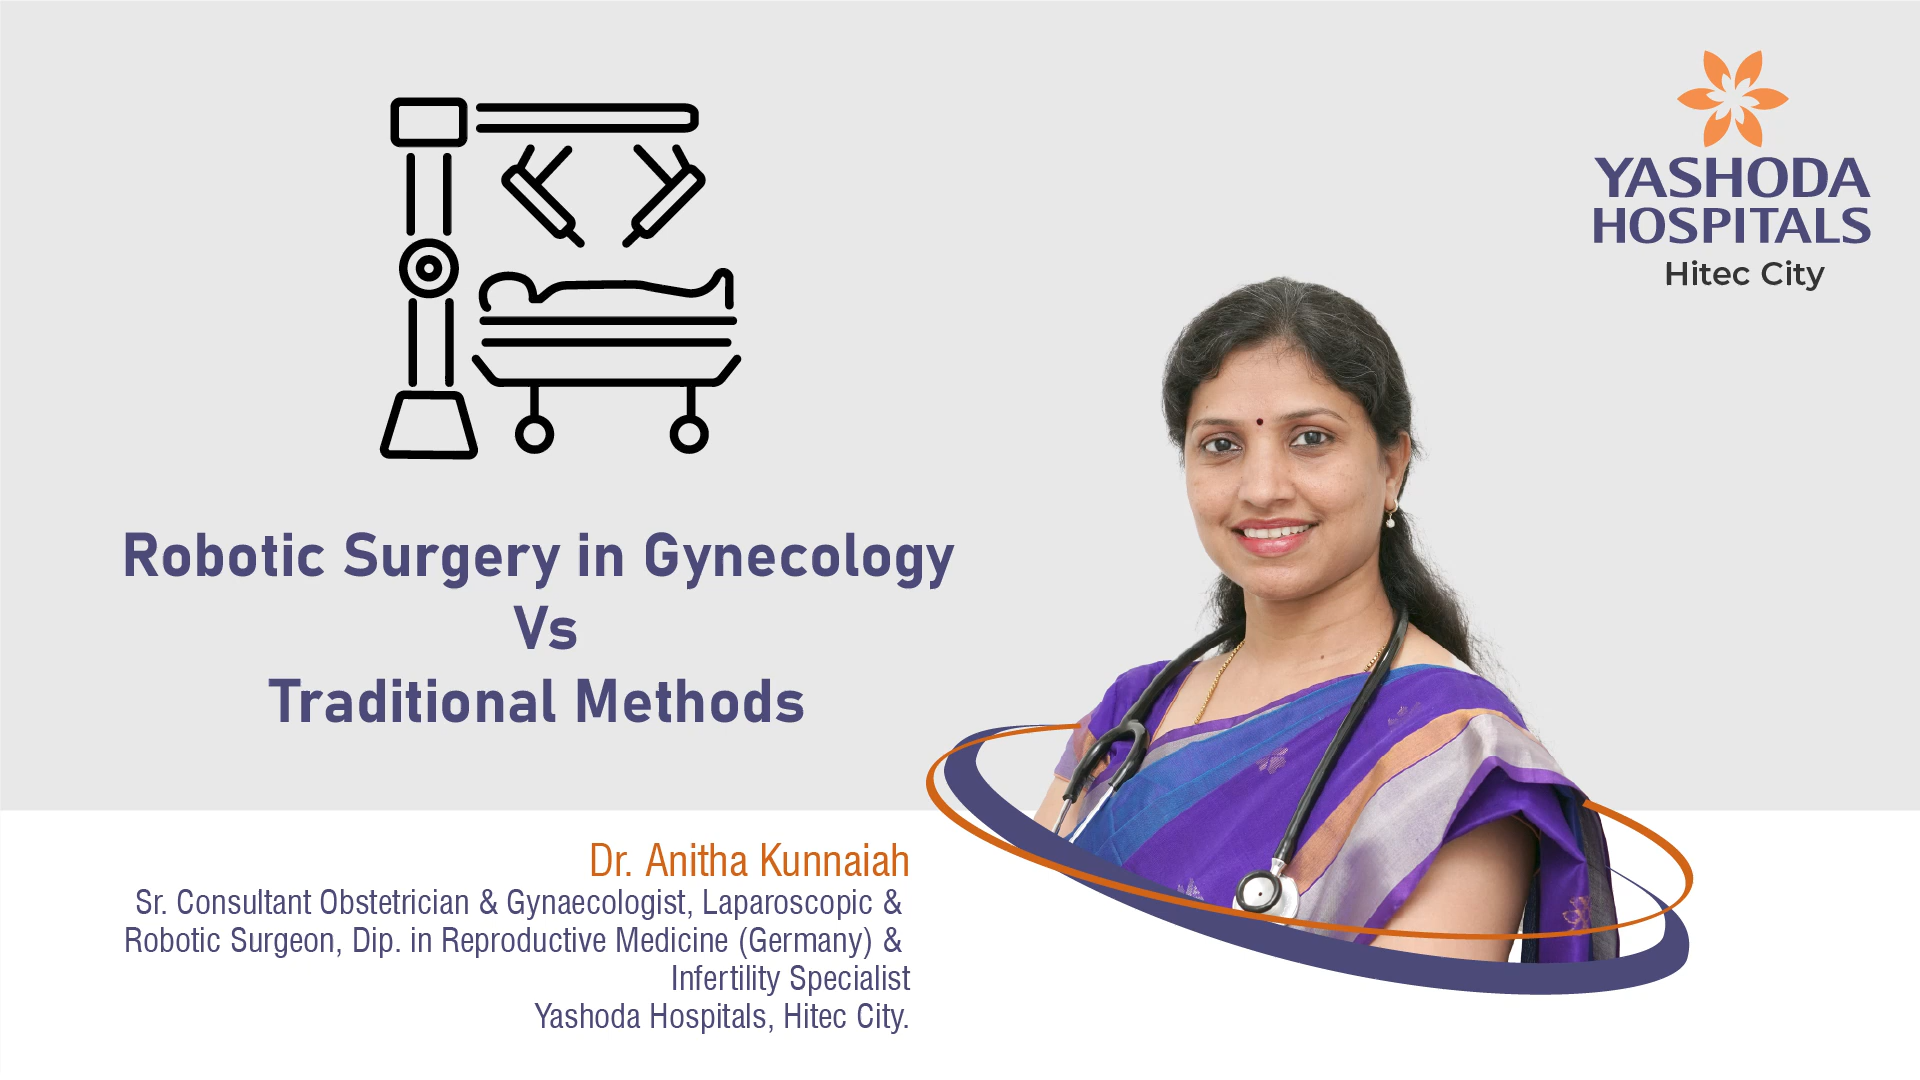 YASHODA
HOSPITALS
Hitec City
Robotic Surgery in Gynecology
Vs
Traditional Methods
Dr. Anitha Kunnaiah
Sr. Consultant Obstetrician & Gynaecologist, Laparoscopic &
Robotic Surgeon, Dip. in Reproductive Medicine (Germany) &
Infertility Specialist
Yashoda Hospitals, Hitec City.